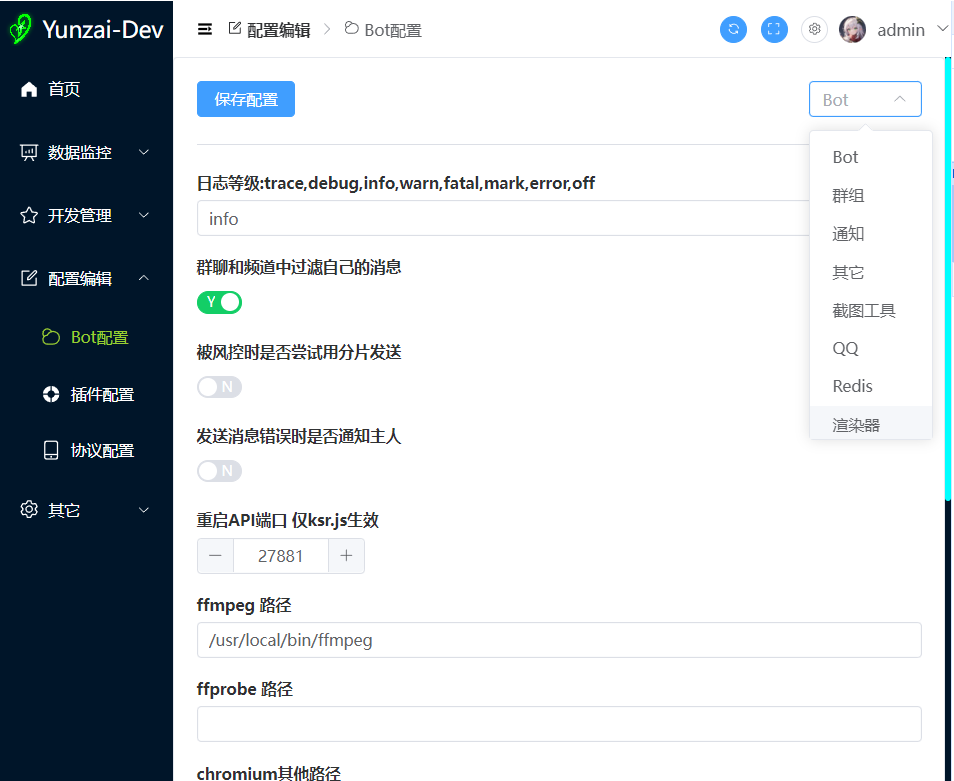 Yunzai-Dev
首页
数据监控
开发管理
配置编辑
Bot配置
插件配置
协议配置
其它
配置编辑 > Bot配置
admin
保存配置
Bot
Bot
群组
通知
其它
截图工具
QQ
Redis
渲染器
日志等级:trace,debug,info,warn,fatal,mark,error,off
info
群聊和频道中过滤自己的消息
Y
被风控时是否尝试用分片发送
N
发送消息错误时是否通知主人
N
重启API端口 仅ksr.js生效
27881
ffmpeg 路径
/usr/local/bin/ffmpeg
ffprobe 路径
chromium其他路径